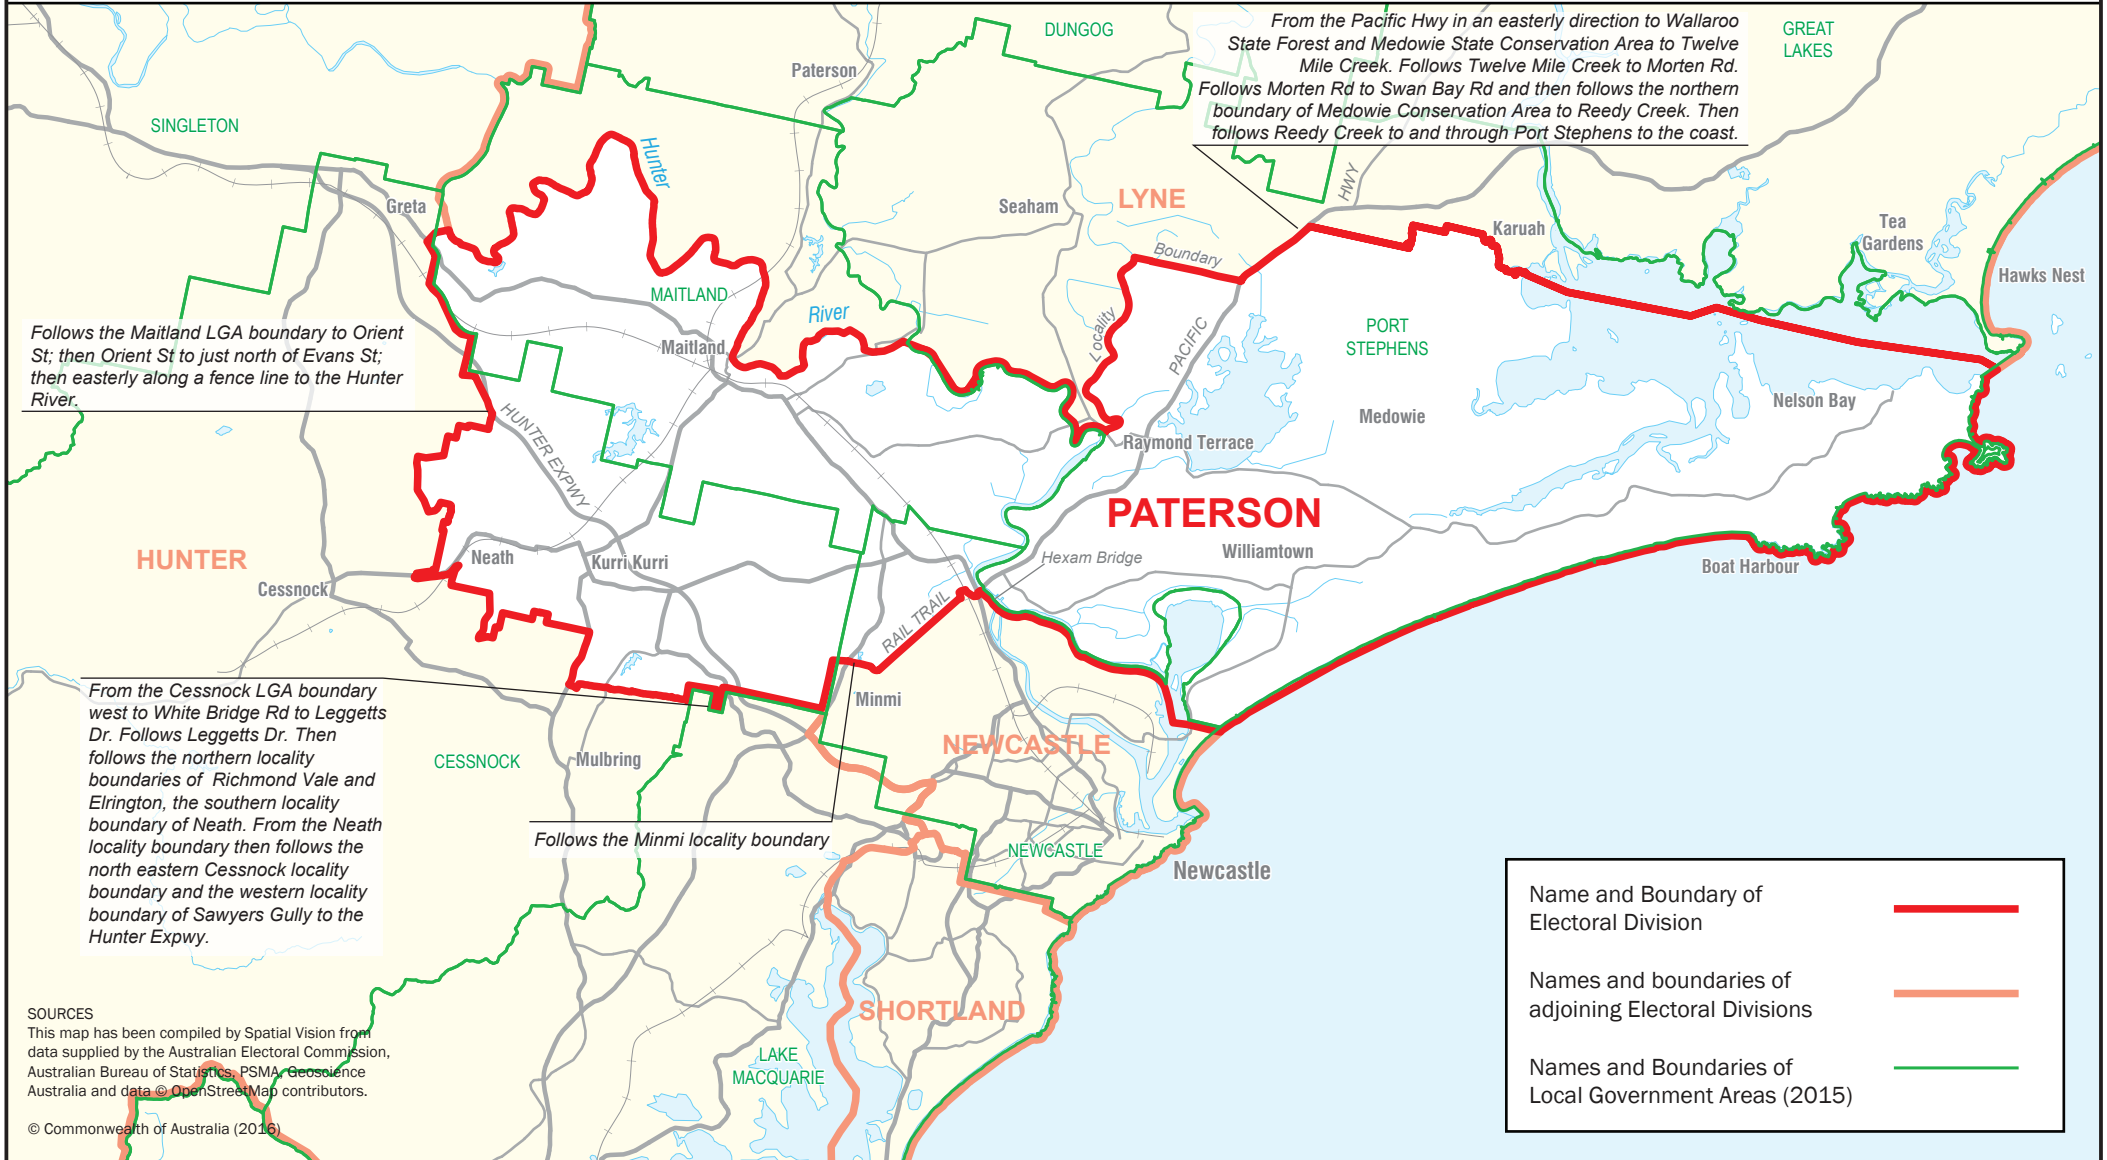 DUNGOG
From the Pacific Hwy in an easterly direction to Wallaroo
State Forest and Medowie State Conservation Area to Twelve
Mile Creek. Follows Twelve Mile Creek to Morten Rd.
Follows Morten Rd to Swan Bay Rd and then follows the northern
boundary of Medowie Conservation Area to Reedy Creek. Then
follows Reedy Creek to and through Port Stephens to the coast.
GREAT
LAKES
Paterson
SINGLETON
Hunter
HWY
Greta
Seaham
LYNE
Karuah
Tea
Gardens
Boundary
Hawks Nest
MAITLAND
River
Locality
PACIFIC
PORT
STEPHENS
Follows the Maitland LGA boundary to Orient
St; then Orient St to just north of Evans St;
then easterly along a fence line to the Hunter
River.
Maitland
Nelson Bay
Medowie
HUNTER EXPWY
Raymond Terrace
PATERSON
HUNTER
Neath
Kurri Kurri
Hexam Bridge
Williamtown
Boat Harbour
Cessnock
RAIL TRAIL
From the Cessnock LGA boundary
west to White Bridge Rd to Leggetts
Dr. Follows Leggetts Dr. Then
follows the northern locality
boundaries of Richmond Vale and
Elrington, the southern locality
boundary of Neath. From the Neath
locality boundary then follows the
north eastern Cessnock locality
boundary and the western locality
boundary of Sawyers Gully to the
Hunter Expwy.
Minmi
CESSNOCK
Mulbring
NEWCASTLE
Follows the Minmi locality boundary
NEWCASTLE
Newcastle
SHORTLAND
LAKE
MACQUARIE
Name and Boundary of
Electoral Division
Names and boundaries of
adjoining Electoral Divisions
Names and Boundaries of
Local Government Areas (2015)
SOURCES
This map has been compiled by Spatial Vision from
data supplied by the Australian Electoral Commission,
Australian Bureau of Statistics, PSMA, Geoscience
Australia and data © OpenStreetMap contributors.
© Commonwealth of Australia (2016)